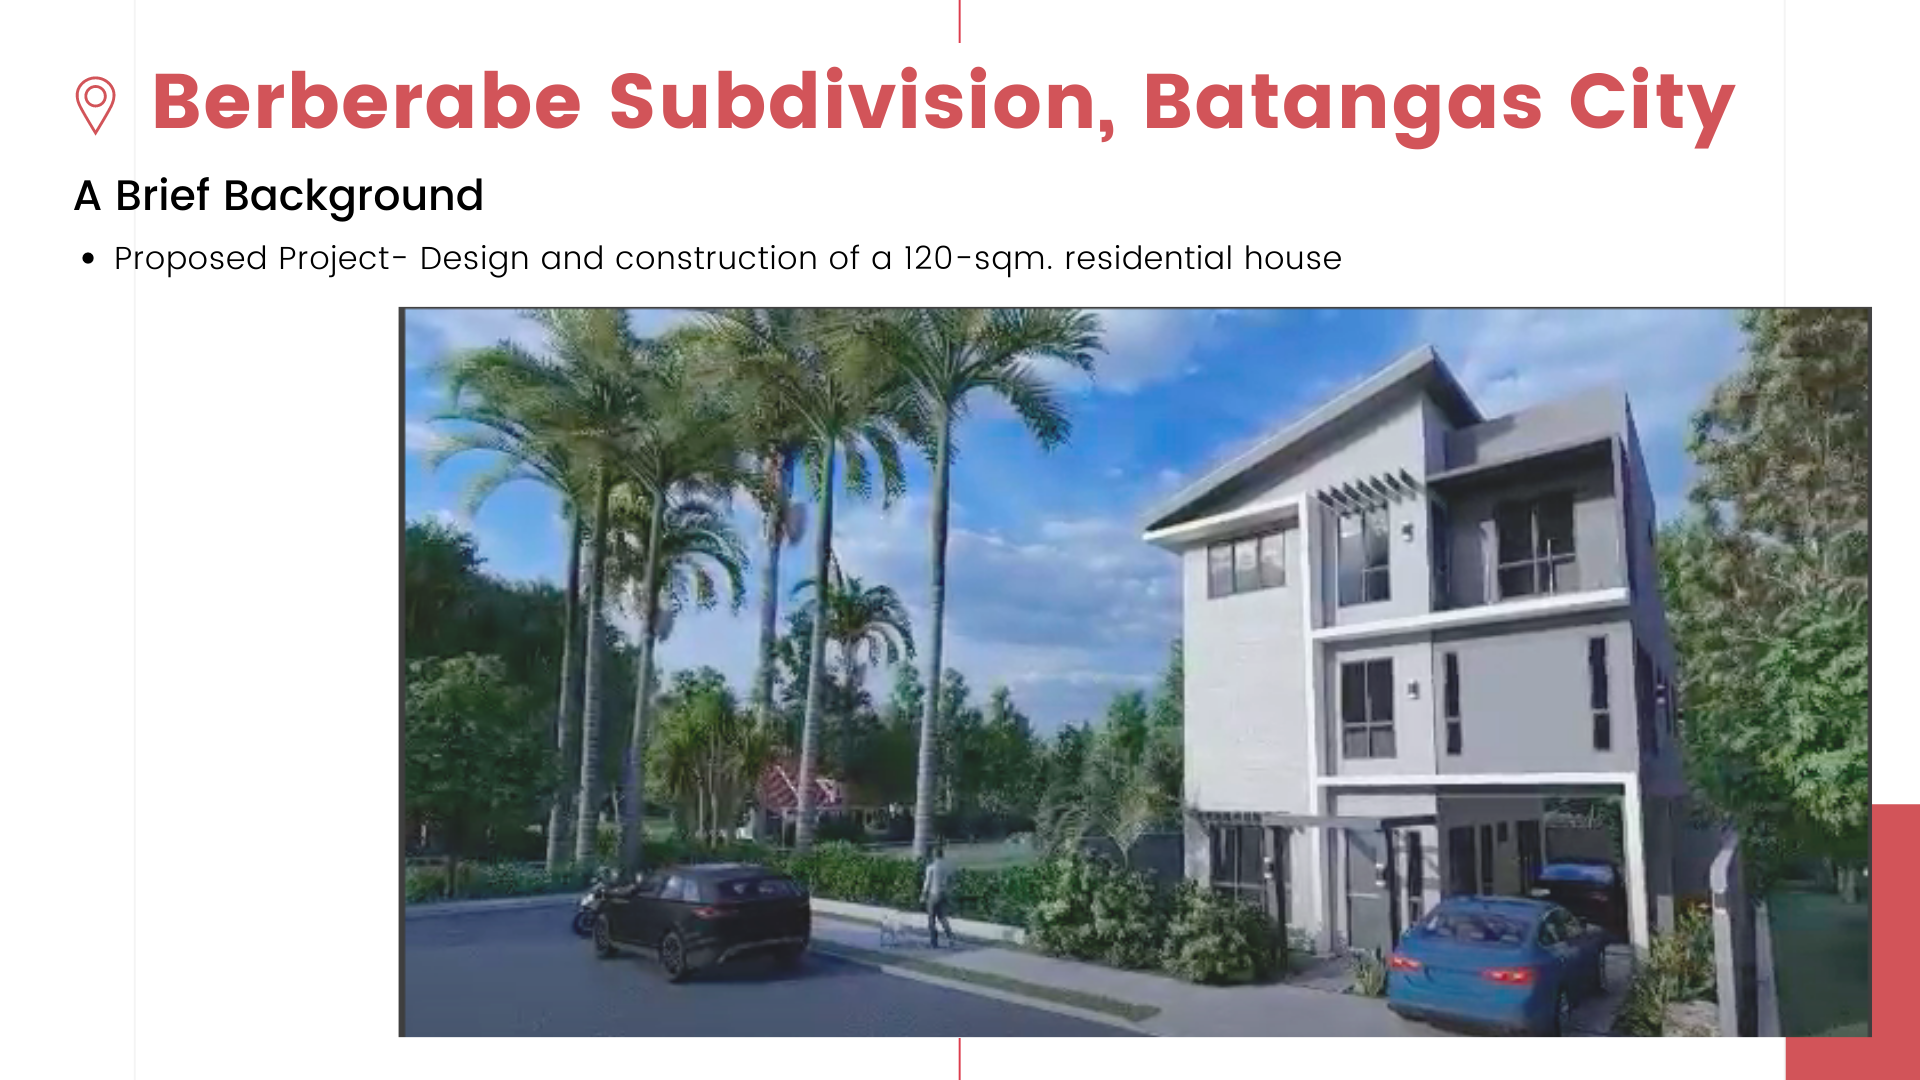 Berberabe Subdivision, Batangas City
A Brief Background
• Proposed Project- Design and construction of a 120-sqm. residential house